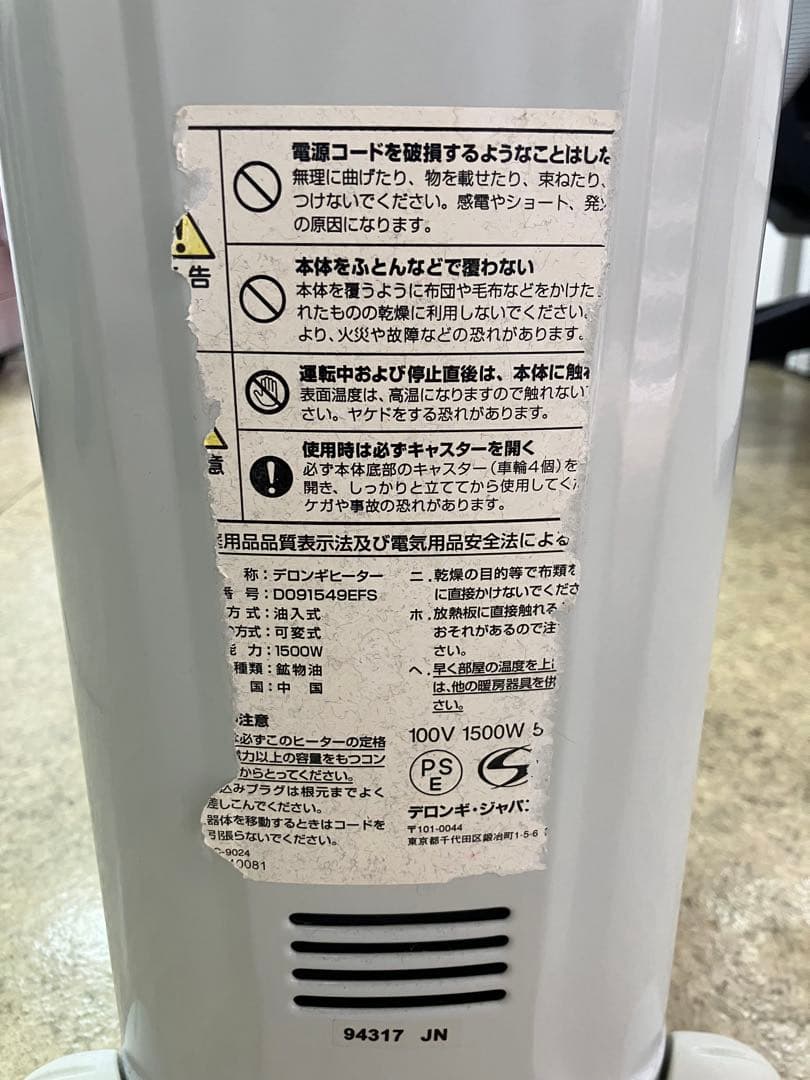 電源コードを破損するようなことはしな
無理に曲げたり、物を載せたり、束ねたり、
つけないでください。感電やショート、発火
の原因になります。
告
本体をふとんなどで覆わない
本体を覆うように布団や毛布などをかけた
れたものの乾燥に利用しないでください。
より、火災や故障などの恐れがあります。
運転中および停止直後は、本体に触れ
表面温度は、高温になりますので触れない
さい。ヤケドをする恐れがあります。
意
使用時は必ずキャスターを開く
必ず本体底部のキャスター(車輪4個)を
開き、しっかりと立ててから使用してく
ケガや事故の恐れがあります。
用品品質表示法及び電気用品安全法による
称:デロンギヒーター
番 号:D091549EFS
方式:油入式
方式:可変式
能 力:1500W
種類:鉱物油
国:中 国
注意
必ずこのヒーターの定格
力以上の容量をもつコン
からとってください。
込みプラグは根元までよく
差しこんでください。
器体を移動するときはコードを
引張らないでください。
C-9024
10081
ニ.乾燥の目的等で布類を
に直接かけないでくださ
ホ.放熱板に直接触れる
おそれがあるので注
さい。
ヘ.早く部屋の温度を上
は、他の暖房器具を併
さい。
100V 1500W 5
PS
E
S
デロンギ・ジャパン
〒101-0044
東京都千代田区鍛冶町1-5-6
94317 JN